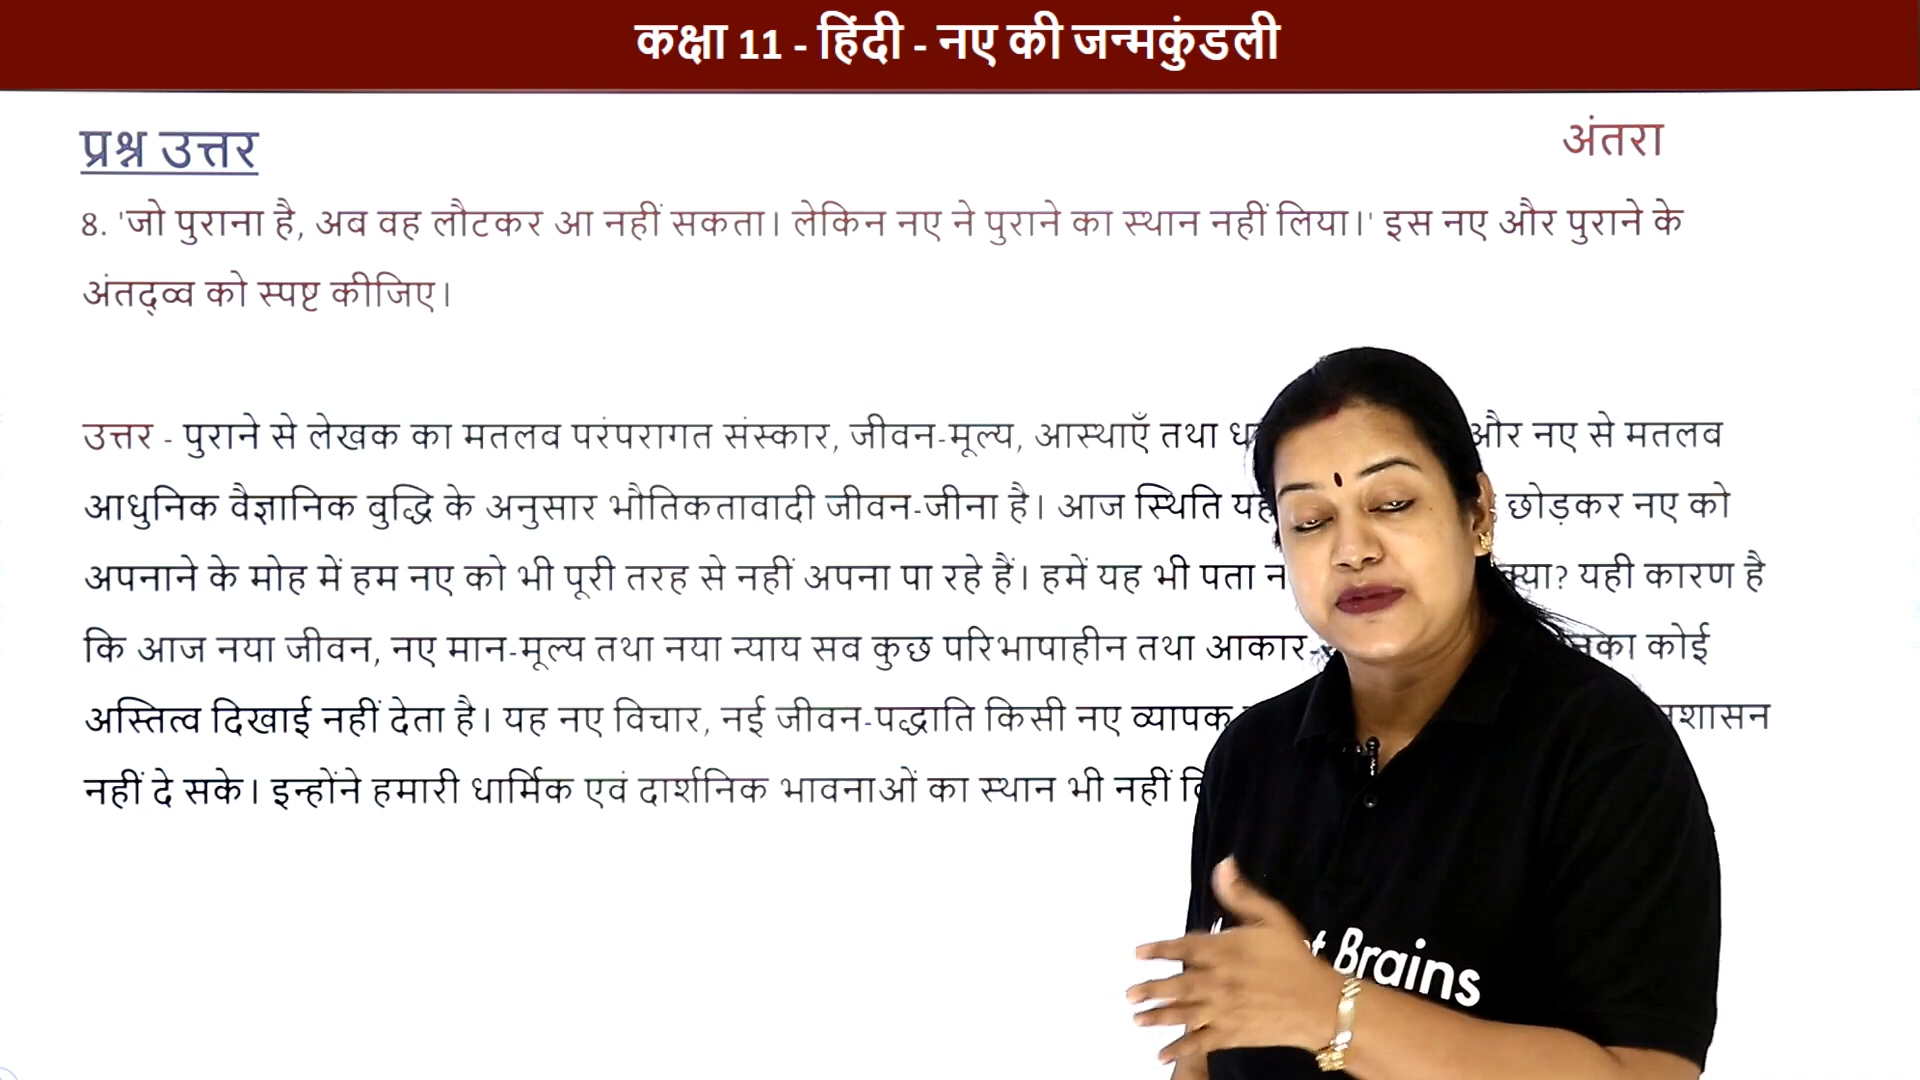 कक्षा 11 - हिंदी - नए की जन्मकुंडली
प्रश्न उत्तर
अंतरा
8. 'जो पुराना है, अब वह लौटकर आ नहीं सकता। लेकिन नए ने पुराने का स्थान नहीं लिया।' इस नए और पुराने के
अंतद्व्व को स्पष्ट कीजिए।
उत्तर - पुराने से लेखक का मतलव परंपरागत संस्कार, जीवन-मूल्य, आस्थाएँ तथा और नए से मतलव
आधुनिक वैज्ञानिक बुद्धि के अनुसार भौतिकतावादी जीवन-जीना है। आज स्थिति छोड़कर नए को
अपनाने के मोह में हम नए को भी पूरी तरह से नहीं अपना पा रहे हैं। हमें यह भी पता क्या? यही कारण है
कि आज नया जीवन, नए मान-मूल्य तथा नया न्याय सव कुछ परिभापाहीन तथा आकार- कोई
अस्तित्व दिखाई नहीं देता है। यह नए विचार, नई जीवन-पद्धाति किसी नए व्यापक
नहीं दे सके। इन्होंने हमारी धार्मिक एवं दार्शनिक भावनाओं का स्थान भी नहीं
Brains